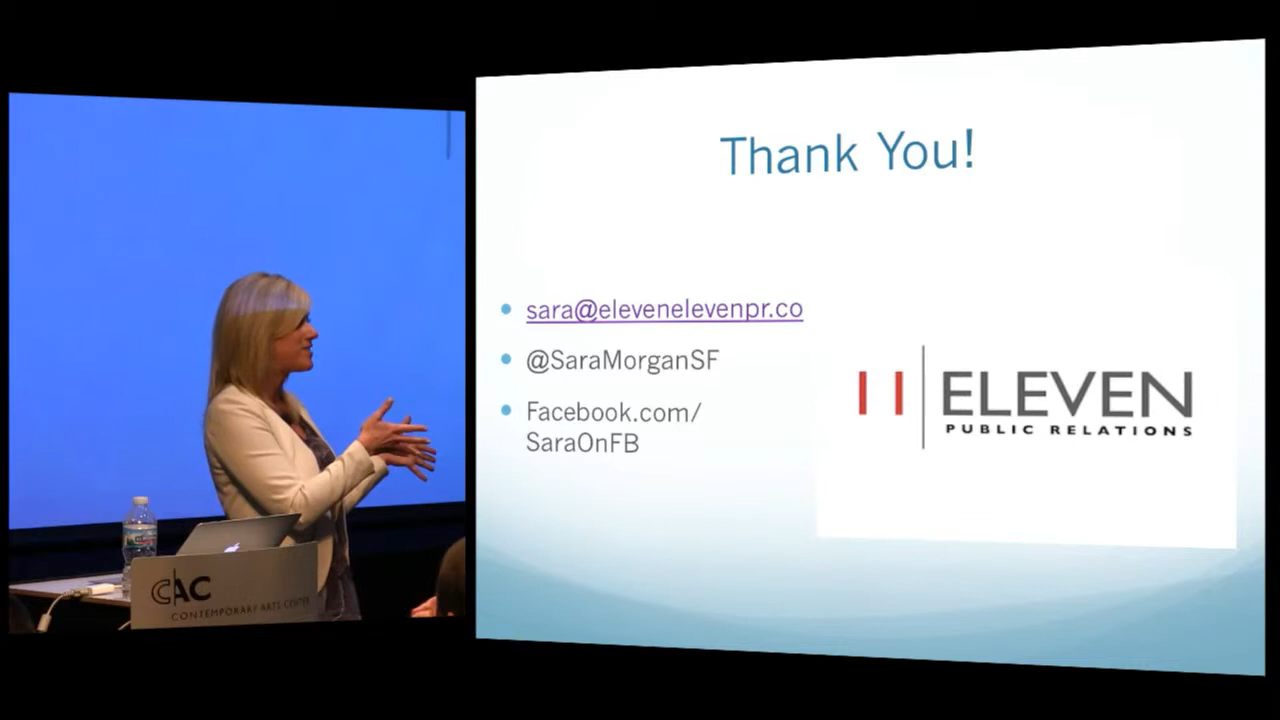 Thank You!
sara@elevenelevenpr.co
@SaraMorganSF
Facebook.com/
SaraOnFB
ELEVEN
PUBLIC RELATIONS
CAC
CONTEMPORARY ARTS CENTER